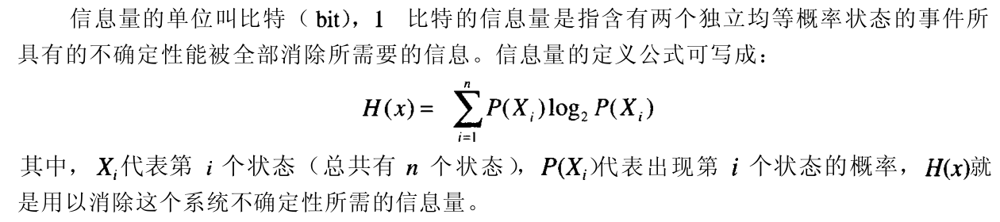 信息量的单位叫比特（bit），1 比特的信息量是指含有两个独立均等概率状态的事件所
具有的不确定性能被全部消除所需要的信息。信息量的定义公式可写成：
H(x) = ∑_{i=1}^{n} P(X_i) log_2 P(X_i)
其中，X_i代表第 i 个状态（总共有 n 个状态），P(X_i)代表出现第 i 个状态的概率，H(x)就
是用以消除这个系统不确定性所需的信息量。